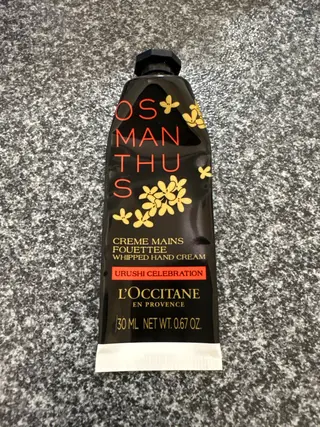 OS
MAN
THU
S
CREME MAINS
FOUETTEE
WHIPPED HAND CREAM
URUSHI CELEBRATION
L'OCCITANE
EN PROVENCE
30 ML NET WT. 0.67 OZ.